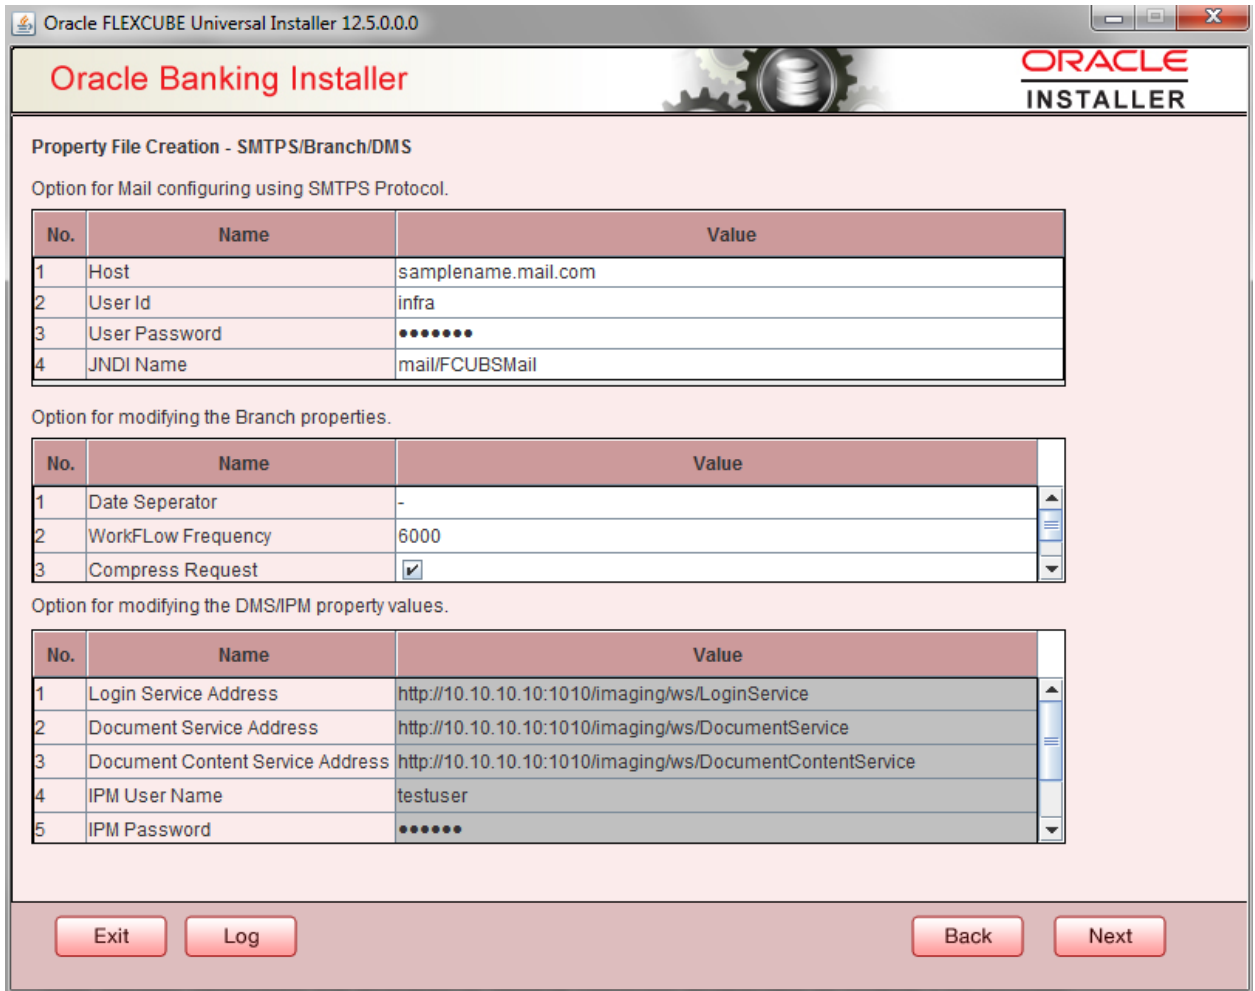 Oracle FLEXCUBE Universal Installer 12.5.0.0.0
Oracle Banking Installer
ORACLE
INSTALLER
Property File Creation - SMTPS/Branch/DMS
Option for Mail configuring using SMTPS Protocol.
No. Name Value
1 Host samplename.mail.com
2 User Id infra
3 User Password •••••••
4 JNDI Name mail/FCUBSMail
Option for modifying the Branch properties.
No. Name Value
1 Date Seperator -
2 WorkFLow Frequency 6000
3 Compress Request ✔
Option for modifying the DMS/IPM property values.
No. Name Value
1 Login Service Address http://10.10.10.10:1010/imaging/ws/LoginService
2 Document Service Address http://10.10.10.10:1010/imaging/ws/DocumentService
3 Document Content Service Address http://10.10.10.10:1010/imaging/ws/DocumentContentService
4 IPM User Name testuser
5 IPM Password ••••••
Exit Log Back Next